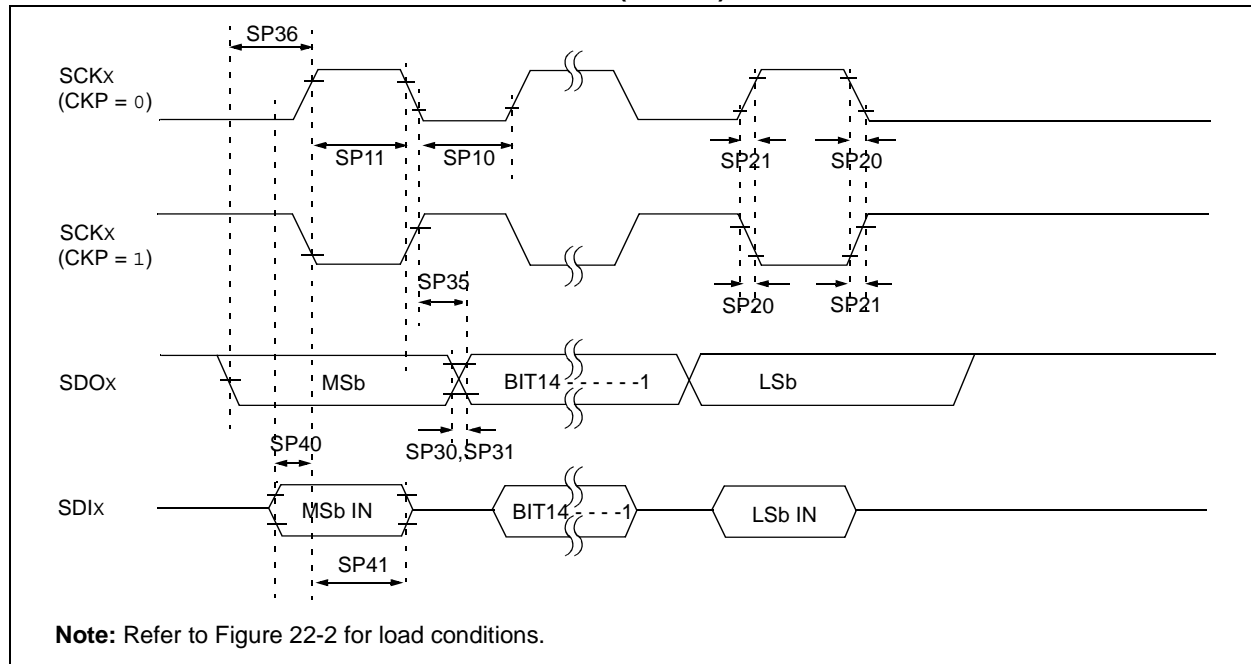 SP36
SCKX
(CKP = 0)
SP11
SP10
SP21
SP20
SCKX
(CKP = 1)
SP35
SP20
SP21
SDOX
MSb
BIT14 - - - - - -1
LSb
SP40
SP30,SP31
SDIX
MSb IN
BIT14 - - - - -1
LSb IN
SP41
Note: Refer to Figure 22-2 for load conditions.